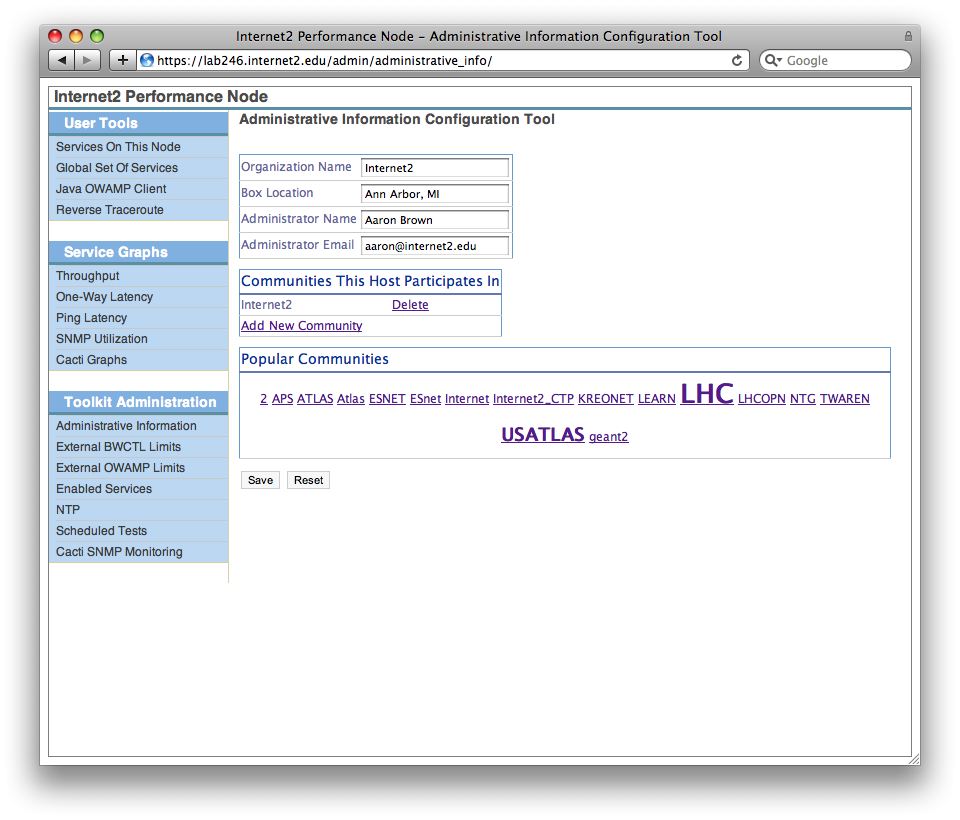 Internet2 Performance Node – Administrative Information Configuration Tool
https://lab246.internet2.edu/admin/administrative_info/
Google
Internet2 Performance Node
User Tools
Services On This Node
Global Set Of Services
Java OWAMP Client
Reverse Traceroute
Service Graphs
Throughput
One-Way Latency
Ping Latency
SNMP Utilization
Cacti Graphs
Toolkit Administration
Administrative Information
External BWCTL Limits
External OWAMP Limits
Enabled Services
NTP
Scheduled Tests
Cacti SNMP Monitoring
Administrative Information Configuration Tool
Organization Name Internet2
Box Location Ann Arbor, MI
Administrator Name Aaron Brown
Administrator Email aaron@internet2.edu
Communities This Host Participates In
Internet2 Delete
Add New Community
Popular Communities
2 APS ATLAS Atlas ESNET ESnet Internet Internet2_CTP KREONET LEARN LHC LHCOPN NTG TWAREN
USATLAS geant2
Save Reset